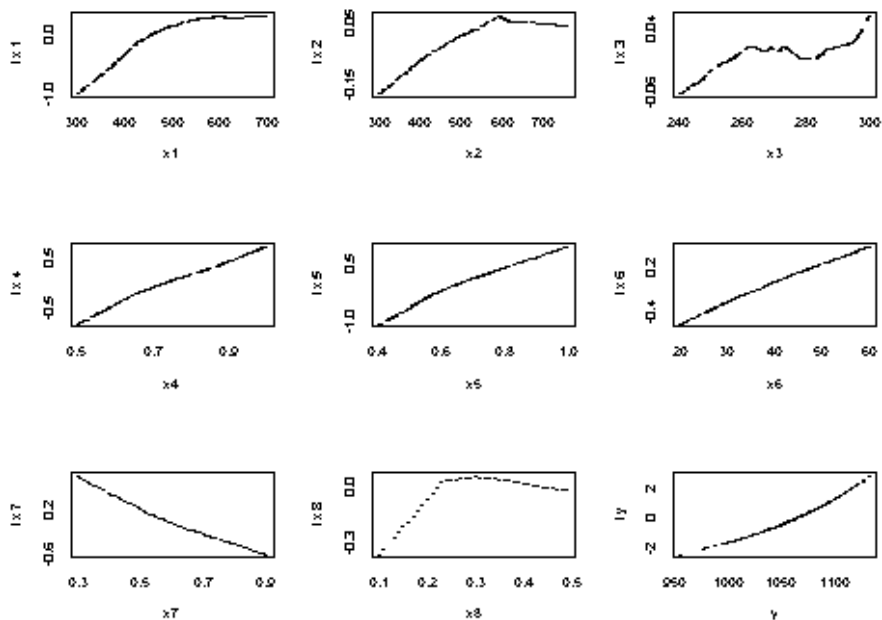 lx1
0.0
-1.0
300 400 500 600 700
x1
lx2
0.05
-0.15
300 400 500 600 700
x2
lx3
0.04
-0.06
240 260 280 300
x3
lx4
0.5
-0.5
0.5 0.7 0.9
x4
lx5
0.5
-1.0
0.4 0.6 0.8 1.0
x5
lx6
0.2
-0.4
20 30 40 50 60
x6
lx7
0.2
-0.6
0.3 0.5 0.7 0.9
x7
lx8
0.0
-0.3
0.1 0.2 0.3 0.4 0.5
x8
ly
2
0
-2
950 1000 1050 1100
y